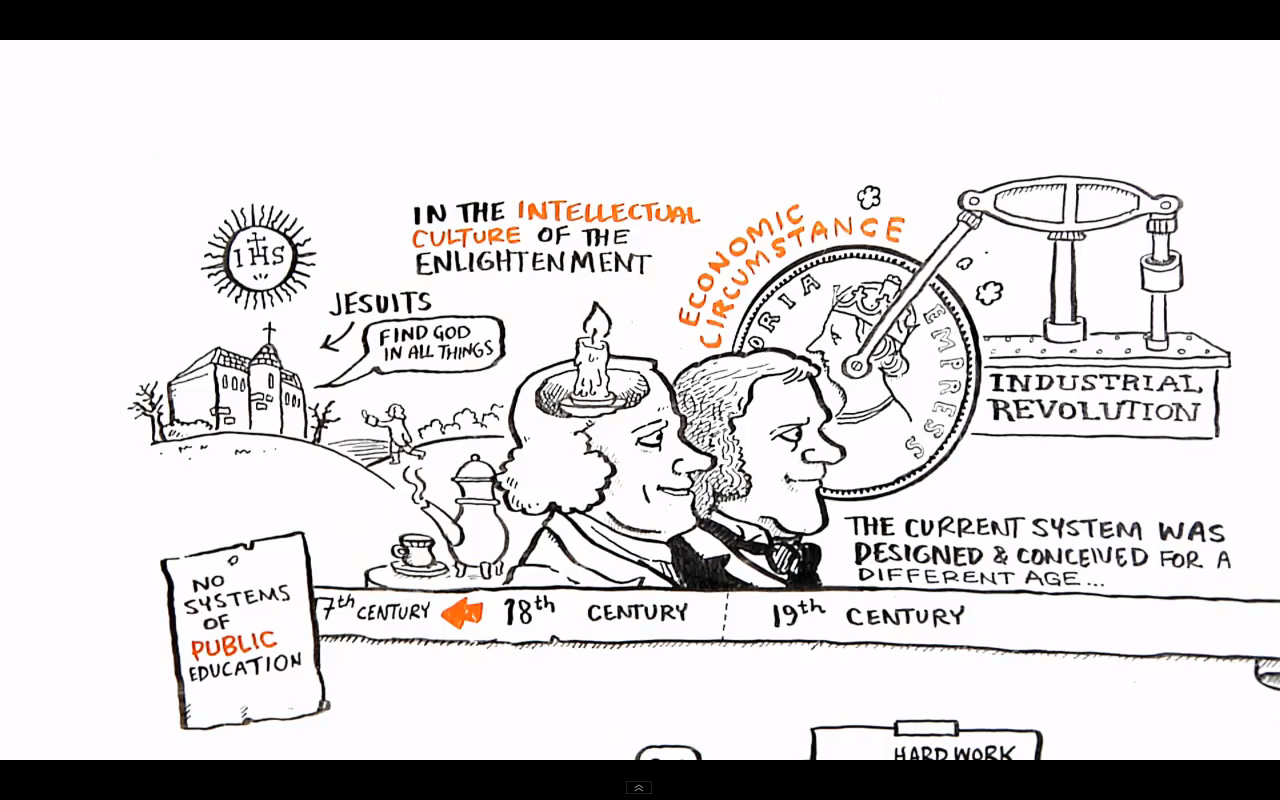 IHS
IN THE INTELLECTUAL
CULTURE OF THE
ENLIGHTENMENT
JESUITS
FIND GOD
IN ALL THINGS
ECONOMIC
CIRCUMSTANCE
ORIA EMPRESS
INDUSTRIAL
REVOLUTION
THE CURRENT SYSTEM WAS
DESIGNED & CONCEIVED FOR A
DIFFERENT AGE...
NO
SYSTEMS
OF
PUBLIC
EDUCATION
7th CENTURY 18th CENTURY 19th CENTURY
HARD WORK